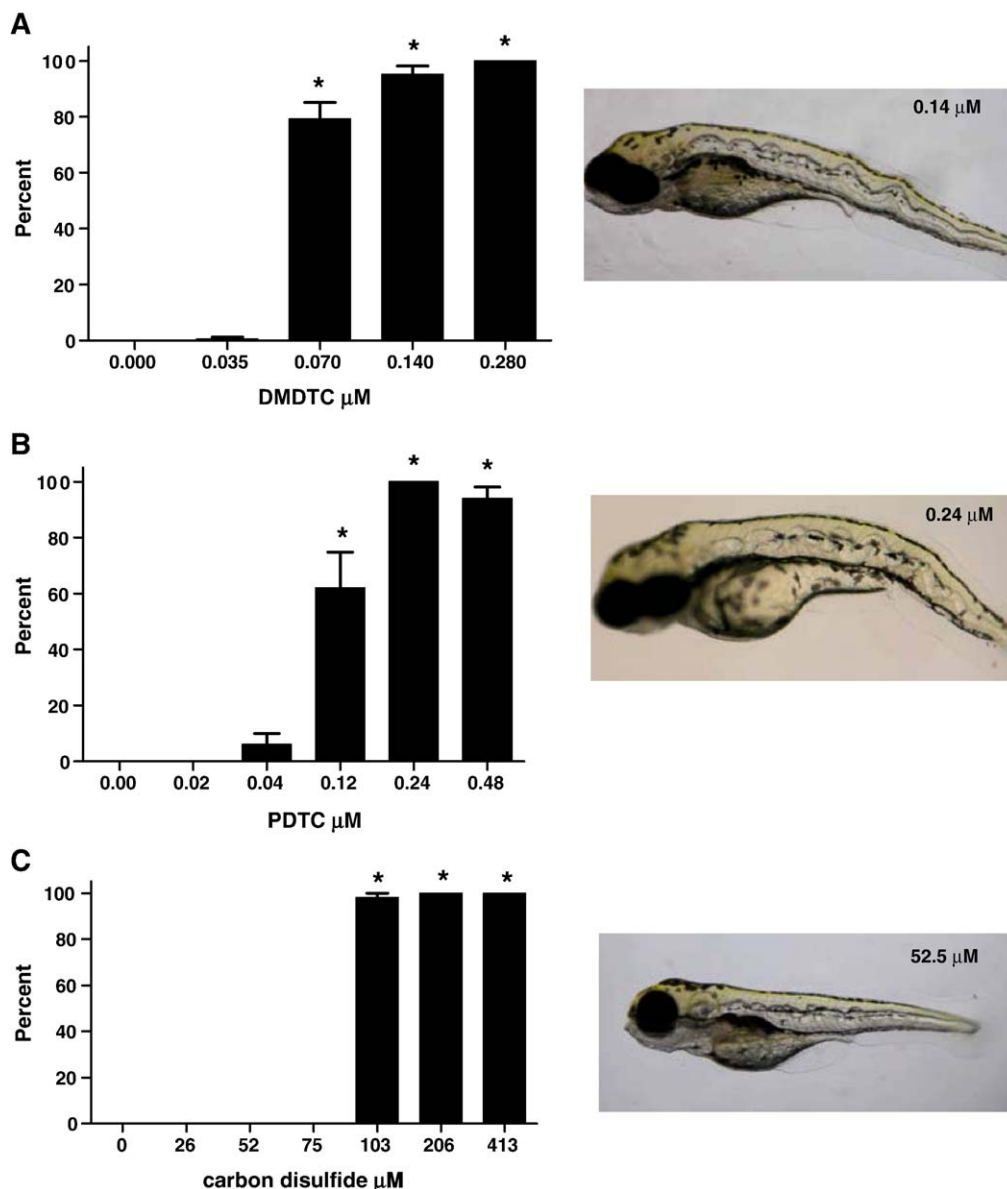 A
* * *
100
80
60
40
20
0
Percent
0.000 0.035 0.070 0.140 0.280
DMDTC μM
0.14 μM
B
* * *
100
80
60
40
20
0
Percent
0.00 0.02 0.04 0.12 0.24 0.48
PDTC μM
0.24 μM
C
* * *
100
80
60
40
20
0
Percent
0 26 52 75 103 206 413
carbon disulfide μM
52.5 μM